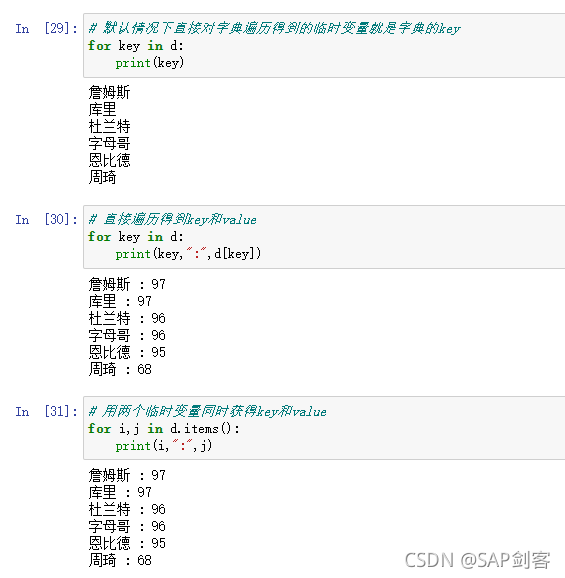 In [29]: # 默认情况下直接对字典遍历得到的临时变量就是字典的key
for key in d:
    print(key)
詹姆斯
库里
杜兰特
字母哥
恩比德
周琦
In [30]: # 直接遍历得到key和value
for key in d:
    print(key,":",d[key])
詹姆斯 : 97
库里 : 97
杜兰特 : 96
字母哥 : 96
恩比德 : 95
周琦 : 68
In [31]: # 用两个临时变量同时获得key和value
for i,j in d.items():
    print(i,":",j)
詹姆斯 : 97
库里 : 97
杜兰特 : 96
字母哥 : 96
恩比德 : 95
周琦 : 68
CSDN @SAP剑客